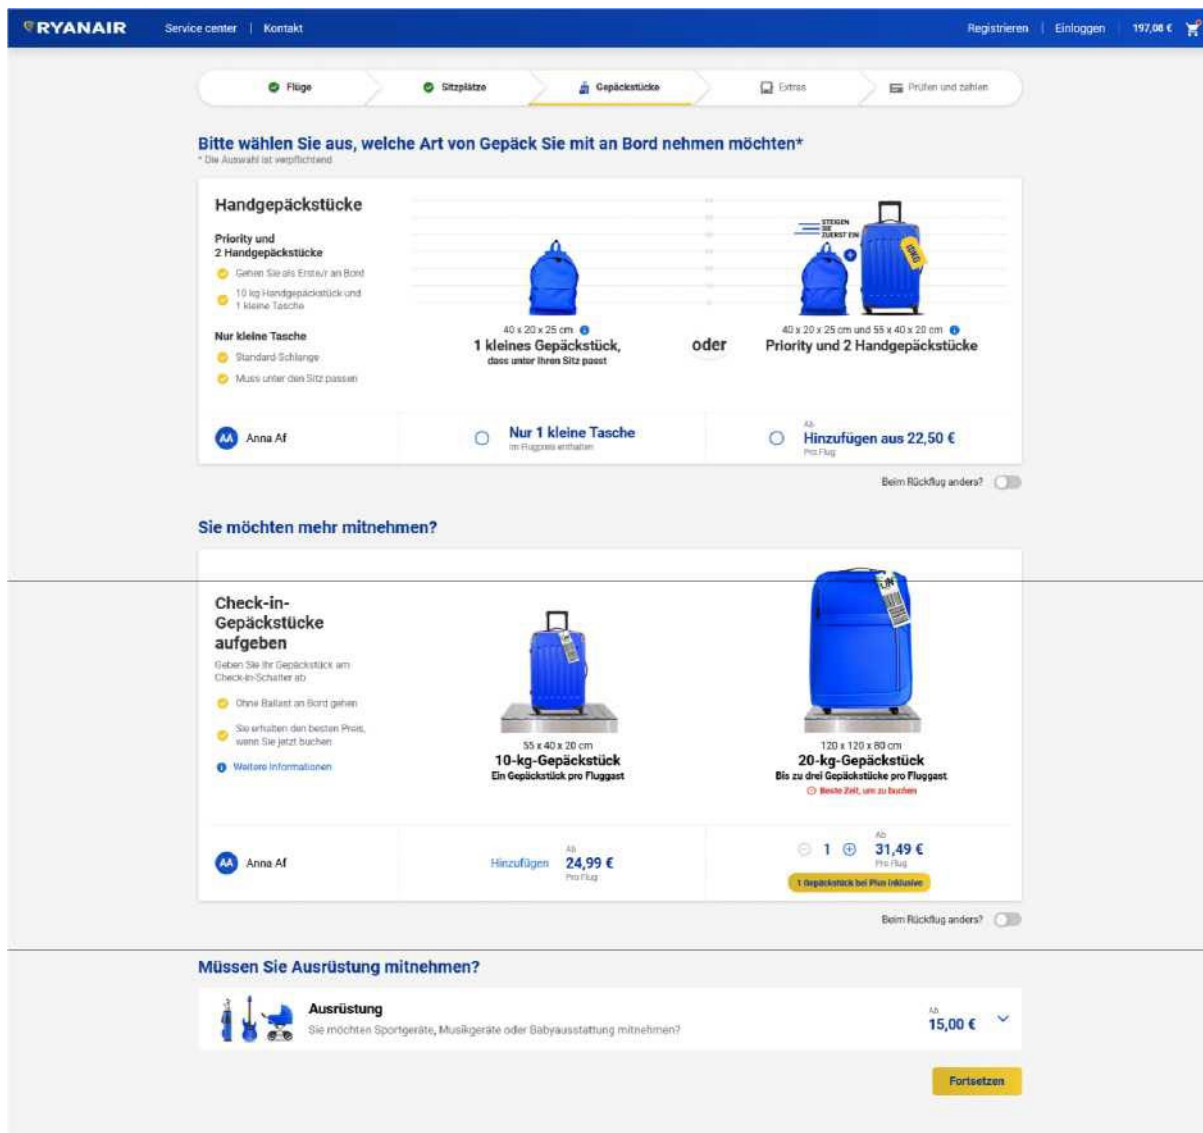 RYANAIR
Service center | Kontakt
Registrieren | Einloggen
197,08 €
Flüge
Sitzplätze
Gepäckstücke
Extras
Prüfen und zahlen
Bitte wählen Sie aus, welche Art von Gepäck Sie mit an Bord nehmen möchten*
* Die Auswahl ist verpflichtend
Handgepäckstücke
Priority und
2 Handgepäckstücke
Gehen Sie als Erste/r an Bord
10 kg Handgepäckstück und
1 kleine Tasche
Nur kleine Tasche
Standard-Schlange
Muss unter den Sitz passen
40 x 20 x 25 cm
1 kleines Gepäckstück,
dass unter Ihren Sitz passt
oder
STEIGEN
SIE
ZUERST EIN
10KG
40 x 20 x 25 cm und 55 x 40 x 20 cm
Priority und 2 Handgepäckstücke
AA Anna Af
Nur 1 kleine Tasche
im Flugpreis enthalten
Ab
Hinzufügen aus 22,50 €
Pro Flug
Beim Rückflug anders?
Sie möchten mehr mitnehmen?
Check-in-
Gepäckstücke
aufgeben
Geben Sie Ihr Gepäckstück am
Check-in-Schalter ab
Ohne Ballast an Bord gehen
Sie erhalten den besten Preis,
wenn Sie jetzt buchen
Weitere Informationen
55 x 40 x 20 cm
10-kg-Gepäckstück
Ein Gepäckstück pro Fluggast
120 x 120 x 80 cm
20-kg-Gepäckstück
Bis zu drei Gepäckstücke pro Fluggast
Beste Zeit, um zu buchen
AA Anna Af
Hinzufügen
Ab
24,99 €
Pro Flug
1
Ab
31,49 €
Pro Flug
1 Gepäckstück bei Plus inklusive
Beim Rückflug anders?
Müssen Sie Ausrüstung mitnehmen?
Ausrüstung
Sie möchten Sportgeräte, Musikgeräte oder Babyausstattung mitnehmen?
Ab
15,00 €
Fortsetzen